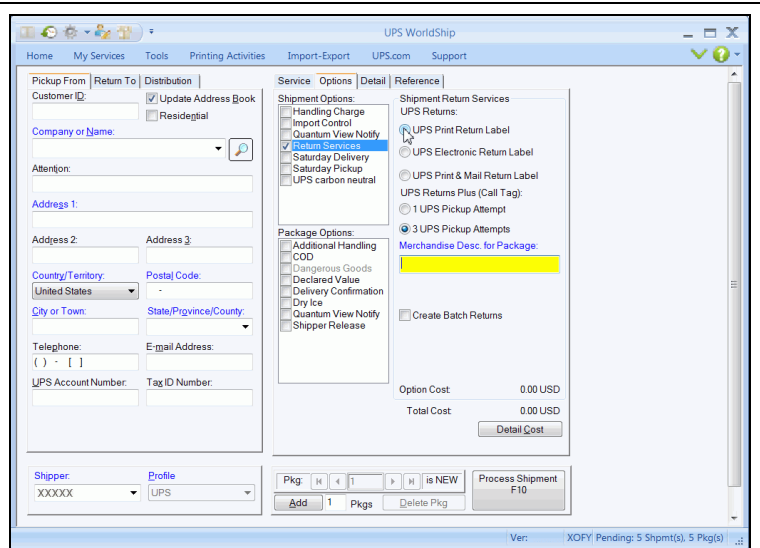 UPS WorldShip
Home My Services Tools Printing Activities Import-Export UPS.com Support
Pickup From Return To Distribution
Customer ID:
Update Address Book
Residential
Company or Name:
Attention:
Address 1:
Address 2: Address 3:
Country/Territory: Postal Code:
United States -
City or Town: State/Province/County:
Telephone: E-mail Address:
( ) - [ ]
UPS Account Number: Tax ID Number:
Shipper: Profile
XXXXX UPS
Service Options Detail Reference
Shipment Options:
Handling Charge
Import Control
Quantum View Notify
Return Services
Saturday Delivery
Saturday Pickup
UPS carbon neutral
Package Options:
Additional Handling
COD
Dangerous Goods
Declared Value
Delivery Confirmation
Dry Ice
Quantum View Notify
Shipper Release
Shipment Return Services
UPS Returns:
UPS Print Return Label
UPS Electronic Return Label
UPS Print & Mail Return Label
UPS Returns Plus (Call Tag):
1 UPS Pickup Attempt
3 UPS Pickup Attempts
Merchandise Desc. for Package:
Create Batch Returns
Option Cost: 0.00 USD
Total Cost: 0.00 USD
Detail Cost
Pkg: 1 is NEW
Add 1 Pkgs Delete Pkg
Process Shipment
F10
Ver: XOFY Pending: 5 Shpmt(s), 5 Pkg(s)